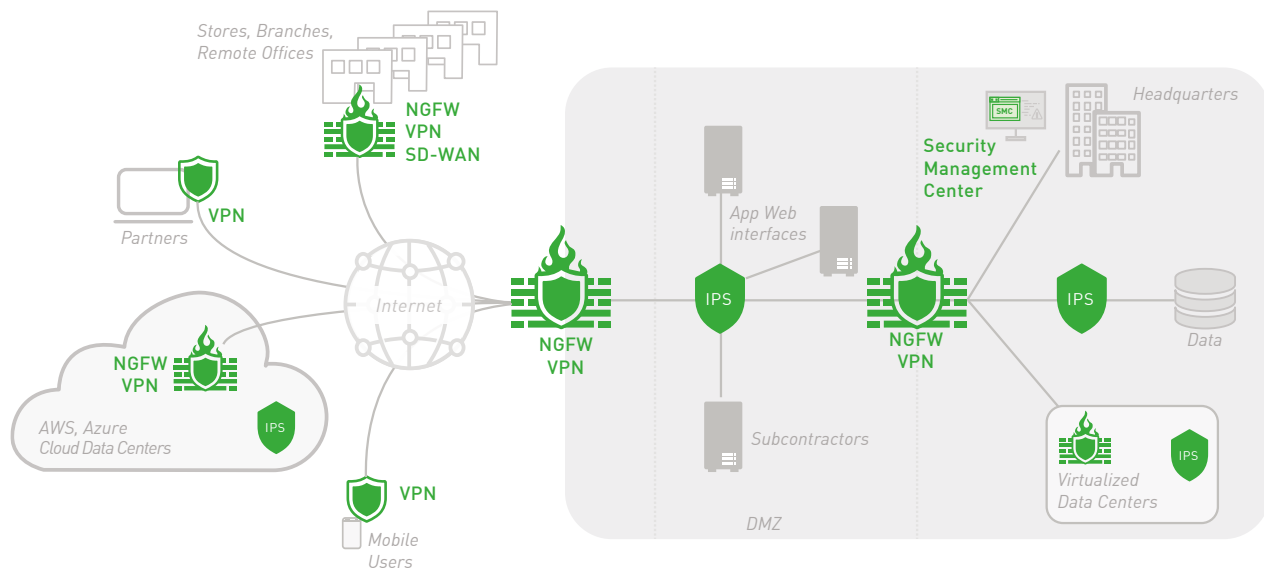 Stores, Branches,
Remote Offices
NGFW
VPN
SD-WAN
VPN
Partners
Internet
NGFW
VPN
AWS, Azure
Cloud Data Centers
IPS
VPN
Mobile
Users
NGFW
VPN
App Web
interfaces
IPS
Subcontractors
DMZ
NGFW
VPN
SMC
Headquarters
Security
Management
Center
IPS
Data
IPS
Virtualized
Data Centers